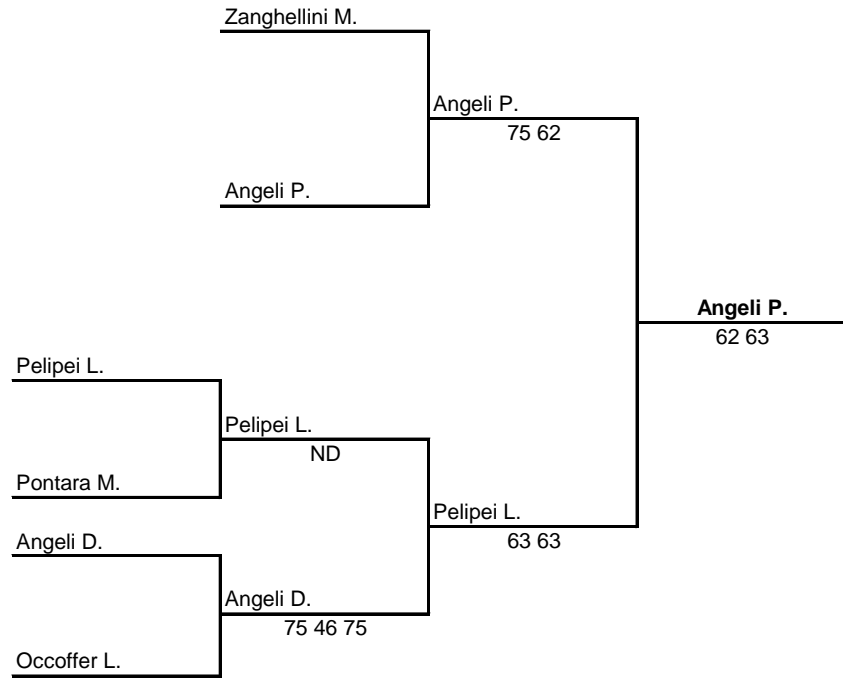 Zanghellini M.
Angeli P.
75 62
Angeli P.
Angeli P.
62 63
Pelipei L.
Pelipei L.
ND
Pontara M.
Pelipei L.
63 63
Angeli D.
Angeli D.
75 46 75
Occoffer L.